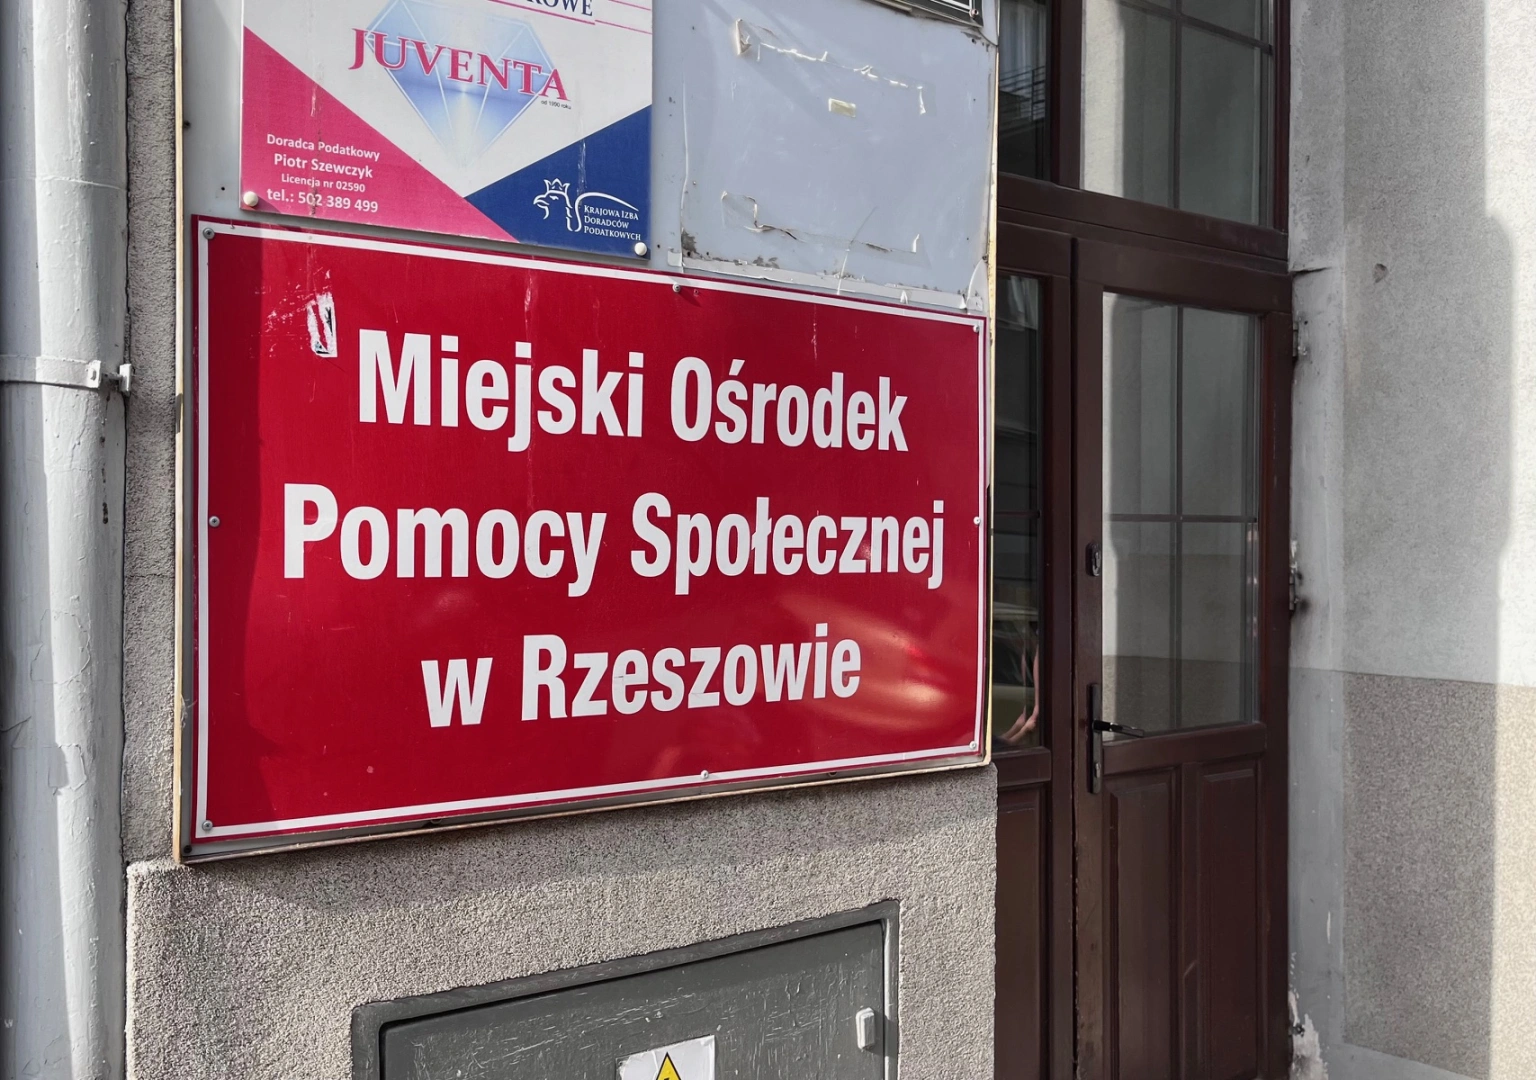 JUVENTA
od 1990 roku
Doradca Podatkowy
Piotr Szewczyk
Licencja nr 02590
tel.: 502 389 499
KRAJOWA IZBA
DORADCÓW
PODATKOWYCH
Miejski Ośrodek
Pomocy Społecznej
w Rzeszowie